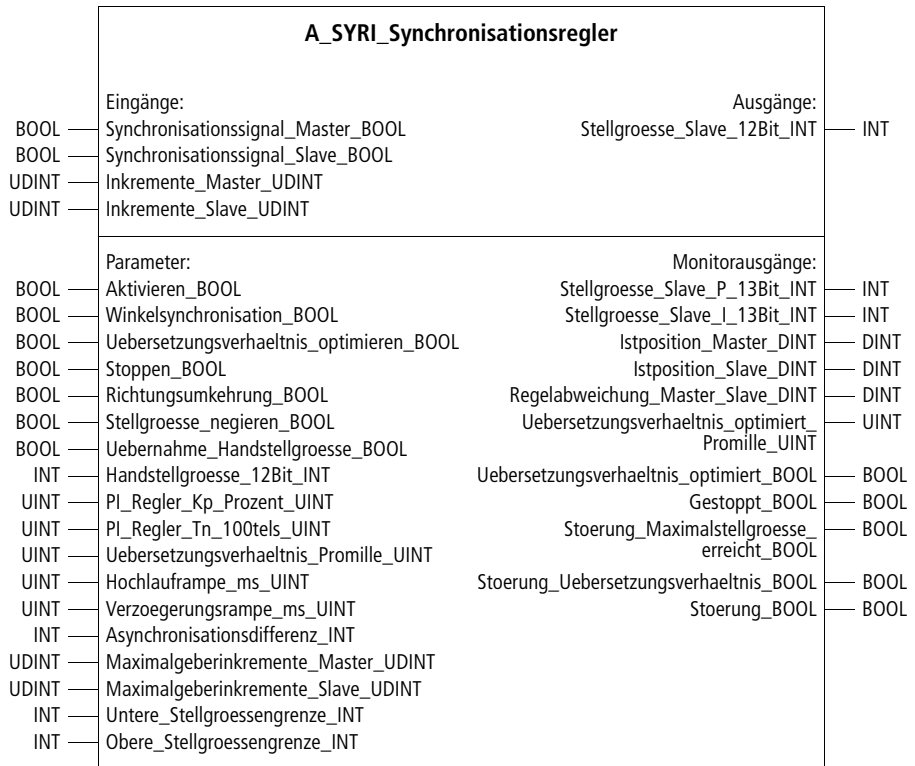 A_SYRI_Synchronisationsregler
Eingänge: Ausgänge:
BOOL Synchronisationssignal_Master_BOOL Stellgroesse_Slave_12Bit_INT INT
BOOL Synchronisationssignal_Slave_BOOL
UDINT Inkremente_Master_UDINT
UDINT Inkremente_Slave_UDINT
Parameter: Monitorausgänge:
BOOL Aktivieren_BOOL Stellgroesse_Slave_P_13Bit_INT INT
BOOL Winkelsynchronisation_BOOL Stellgroesse_Slave_I_13Bit_INT INT
BOOL Uebersetzungsverhaeltnis_optimieren_BOOL Istposition_Master_DINT DINT
BOOL Stoppen_BOOL Istposition_Slave_DINT DINT
BOOL Richtungsumkehrung_BOOL Regelabweichung_Master_Slave_DINT DINT
BOOL Stellgroesse_negieren_BOOL Uebersetzungsverhaeltnis_optimiert_ UINT
Promille_UINT
BOOL Uebernahme_Handstellgroesse_BOOL
INT Handstellgroesse_12Bit_INT Uebersetzungsverhaeltnis_optimiert_BOOL BOOL
UINT PI_Regler_Kp_Prozent_UINT Gestoppt_BOOL BOOL
UINT PI_Regler_Tn_100tels_UINT Stoerung_Maximalstellgroesse_ BOOL
erreicht_BOOL
UINT Uebersetzungsverhaeltnis_Promille_UINT
UINT Hochlauframpe_ms_UINT Stoerung_Uebersetzungsverhaeltnis_BOOL BOOL
UINT Verzoegerungsrampe_ms_UINT Stoerung_BOOL BOOL
INT Asynchronisationsdifferenz_INT
UDINT Maximalgeberinkremente_Master_UDINT
UDINT Maximalgeberinkremente_Slave_UDINT
INT Untere_Stellgroessengrenze_INT
INT Obere_Stellgroessengrenze_INT